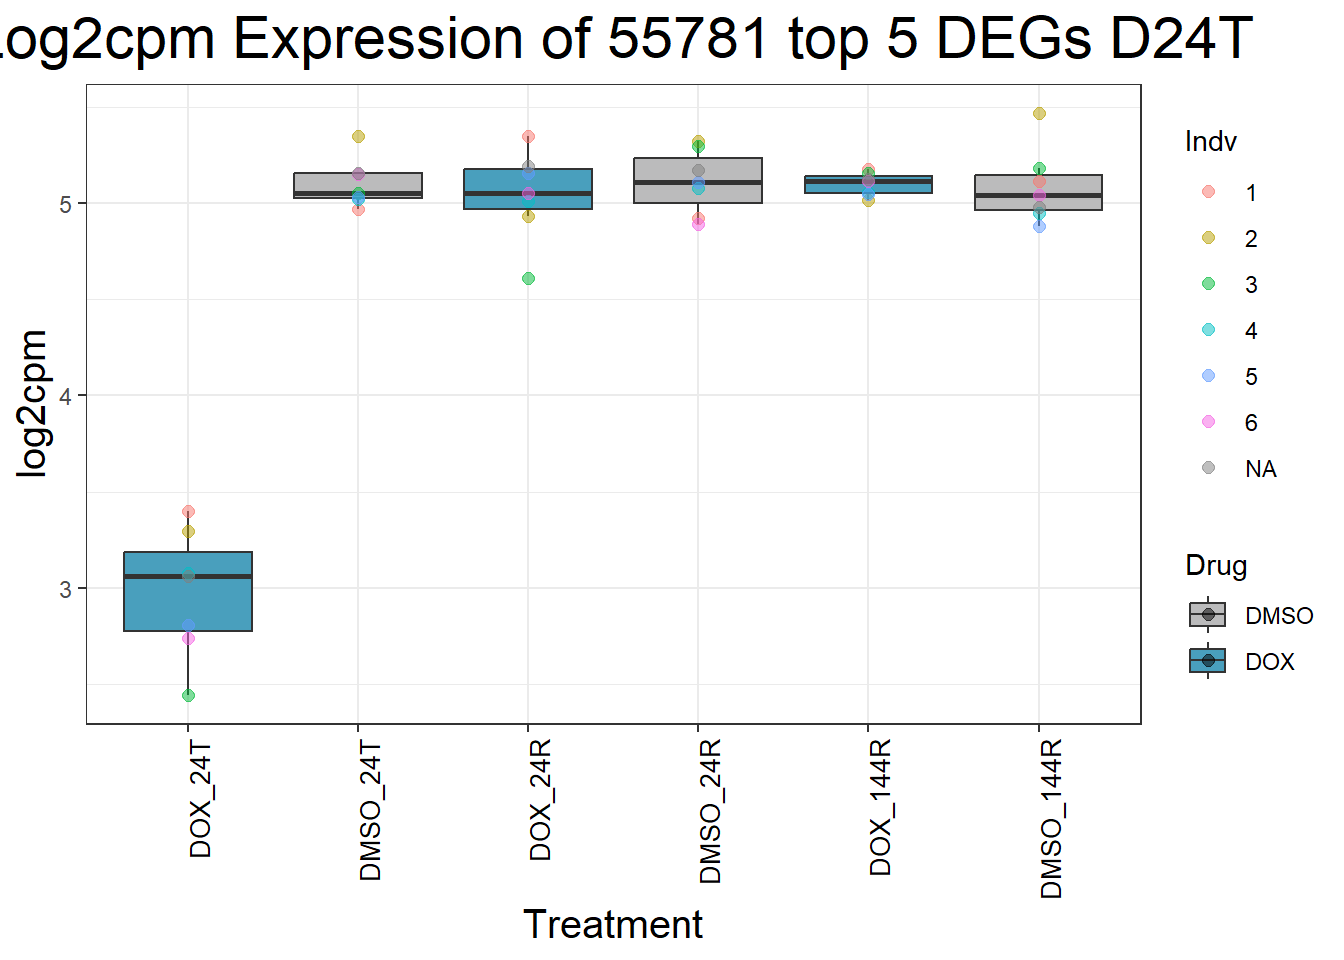 og2cpm Expression of 55781 top 5 DEGs D24T
log2cpm
5
4
3
DOX_24T
DMSO_24T
DOX_24R
DMSO_24R
DOX_144R
DMSO_144R
Treatment
Indv
1
2
3
4
5
6
NA
Drug
DMSO
DOX